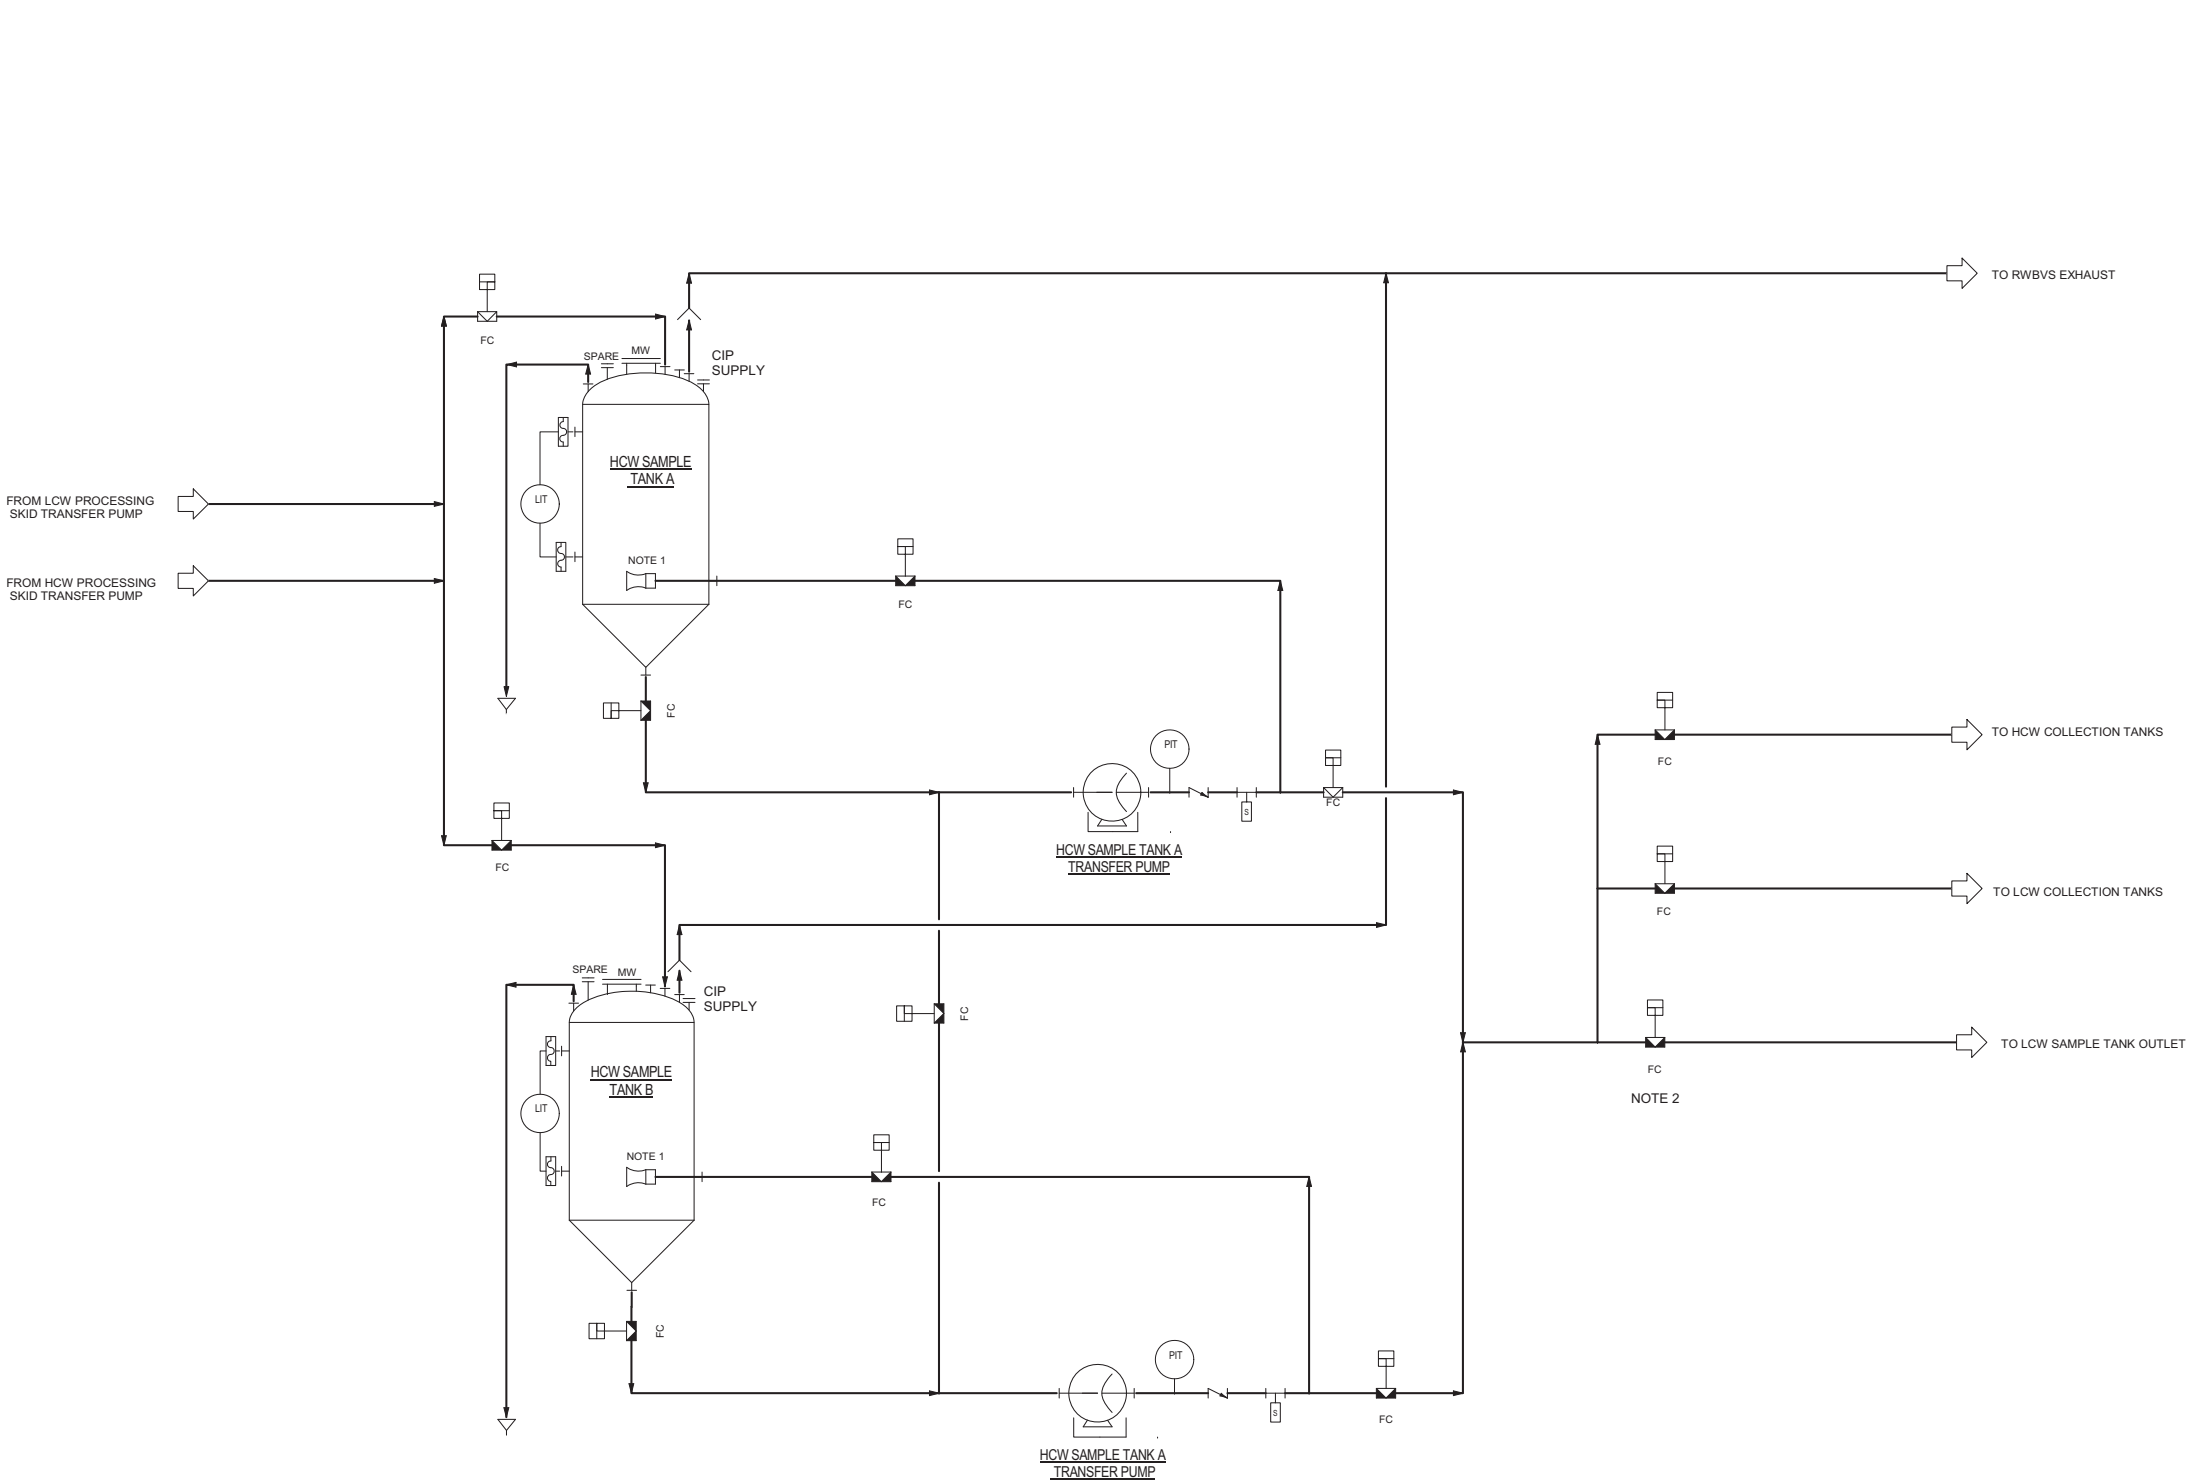 TO RWBVS EXHAUST
FC
SPARE
MW
CIP
SUPPLY
HCW SAMPLE
TANK A
FROM LCW PROCESSING
SKID TRANSFER PUMP
LIT
NOTE 1
FROM HCW PROCESSING
SKID TRANSFER PUMP
FC
FC
PIT
FC
S
HCW SAMPLE TANK A
TRANSFER PUMP
TO HCW COLLECTION TANKS
FC
FC
TO LCW COLLECTION TANKS
FC
SPARE
MW
CIP
SUPPLY
FC
TO LCW SAMPLE TANK OUTLET
FC
NOTE 2
HCW SAMPLE
TANK B
LIT
NOTE 1
FC
FC
PIT
S
FC
HCW SAMPLE TANK A
TRANSFER PUMP